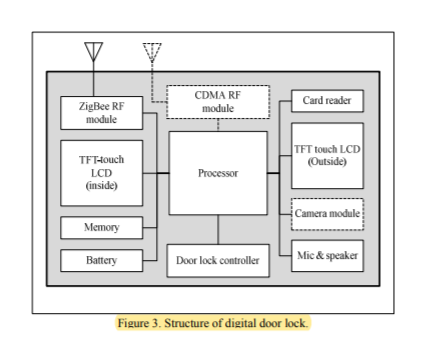 ZigBee RF
module
TFT-touch
LCD
(inside)
Memory
Battery
CDMA RF
module
Processor
Door lock controller
Card reader
TFT touch LCD
(Outside)
Camera module
Mic & speaker
Figure 3. Structure of digital door lock.